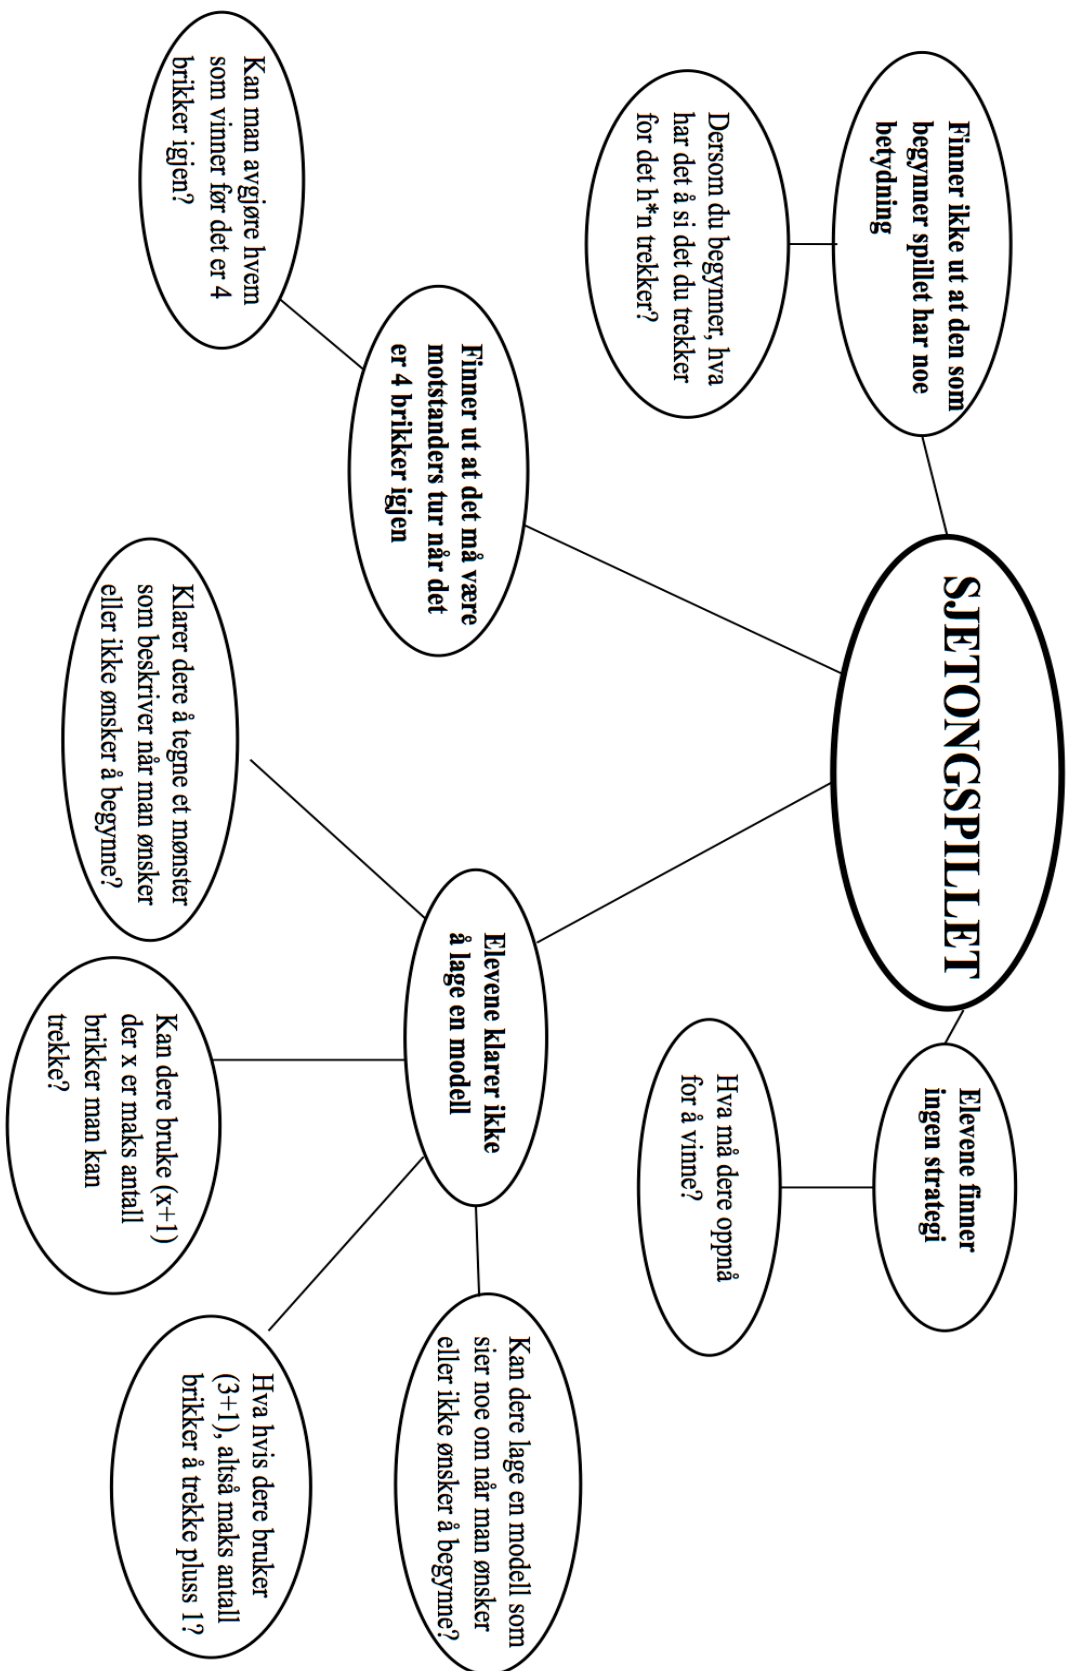 SJETONGSPILLET
Finner ikke ut at den som
begynner spillet har noe
betydning
Dersom du begynner, hva
har det å si det du trekker
for det h*n trekker?
Finner ut at det må være
motstanders tur når det
er 4 brikker igjen
Kan man avgjøre hvem
som vinner før det er 4
brikker igjen?
Elevene finner
ingen strategi
Hva må dere oppnå
for å vinne?
Elevene klarer ikke
å lage en modell
Klarer dere å tegne et mønster
som beskriver når man ønsker
eller ikke ønsker å begynne?
Kan dere bruke (x+1)
der x er maks antall
brikker man kan
trekke?
Hva hvis dere bruker
(3+1), altså maks antall
brikker å trekke pluss 1?
Kan dere lage en modell som
sier noe om når man ønsker
eller ikke ønsker å begynne?